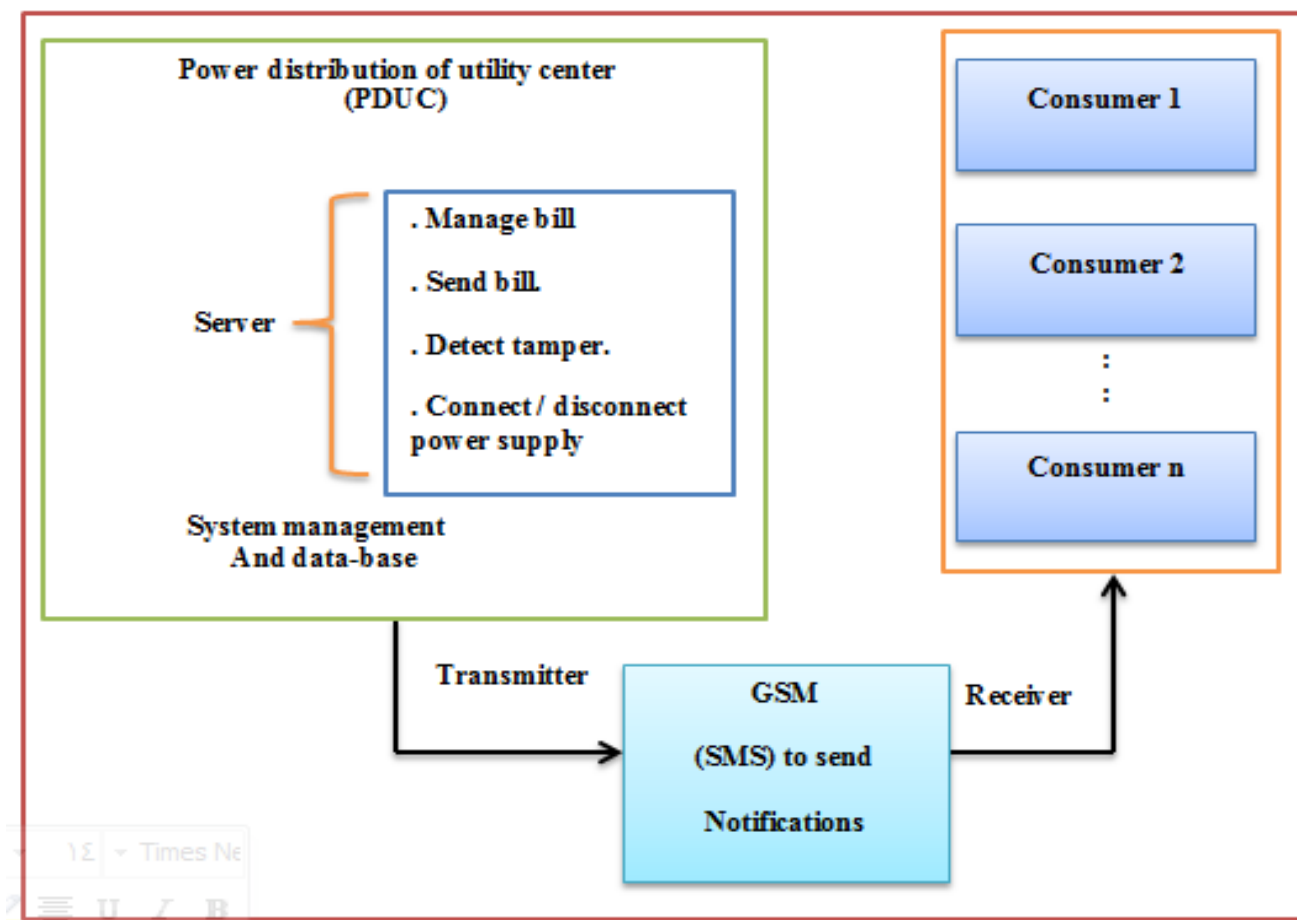 Power distribution of utility center
(PDUC)
Server
. Manage bill
. Send bill.
. Detect tamper.
. Connect / disconnect
power supply
System management
And data-base
Consumer 1
Consumer 2
:
:
Consumer n
Transmitter
GSM
(SMS) to send
Notifications
Receiver
١٤ Times Ne
U I B